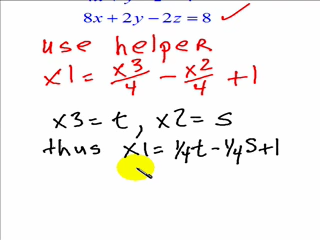 8x + 2y − 2z = 8
use helper
x1 = x3/4 − x2/4 + 1
x3 = t, x2 = s
thus x1 = 1/4t − 1/4s + 1